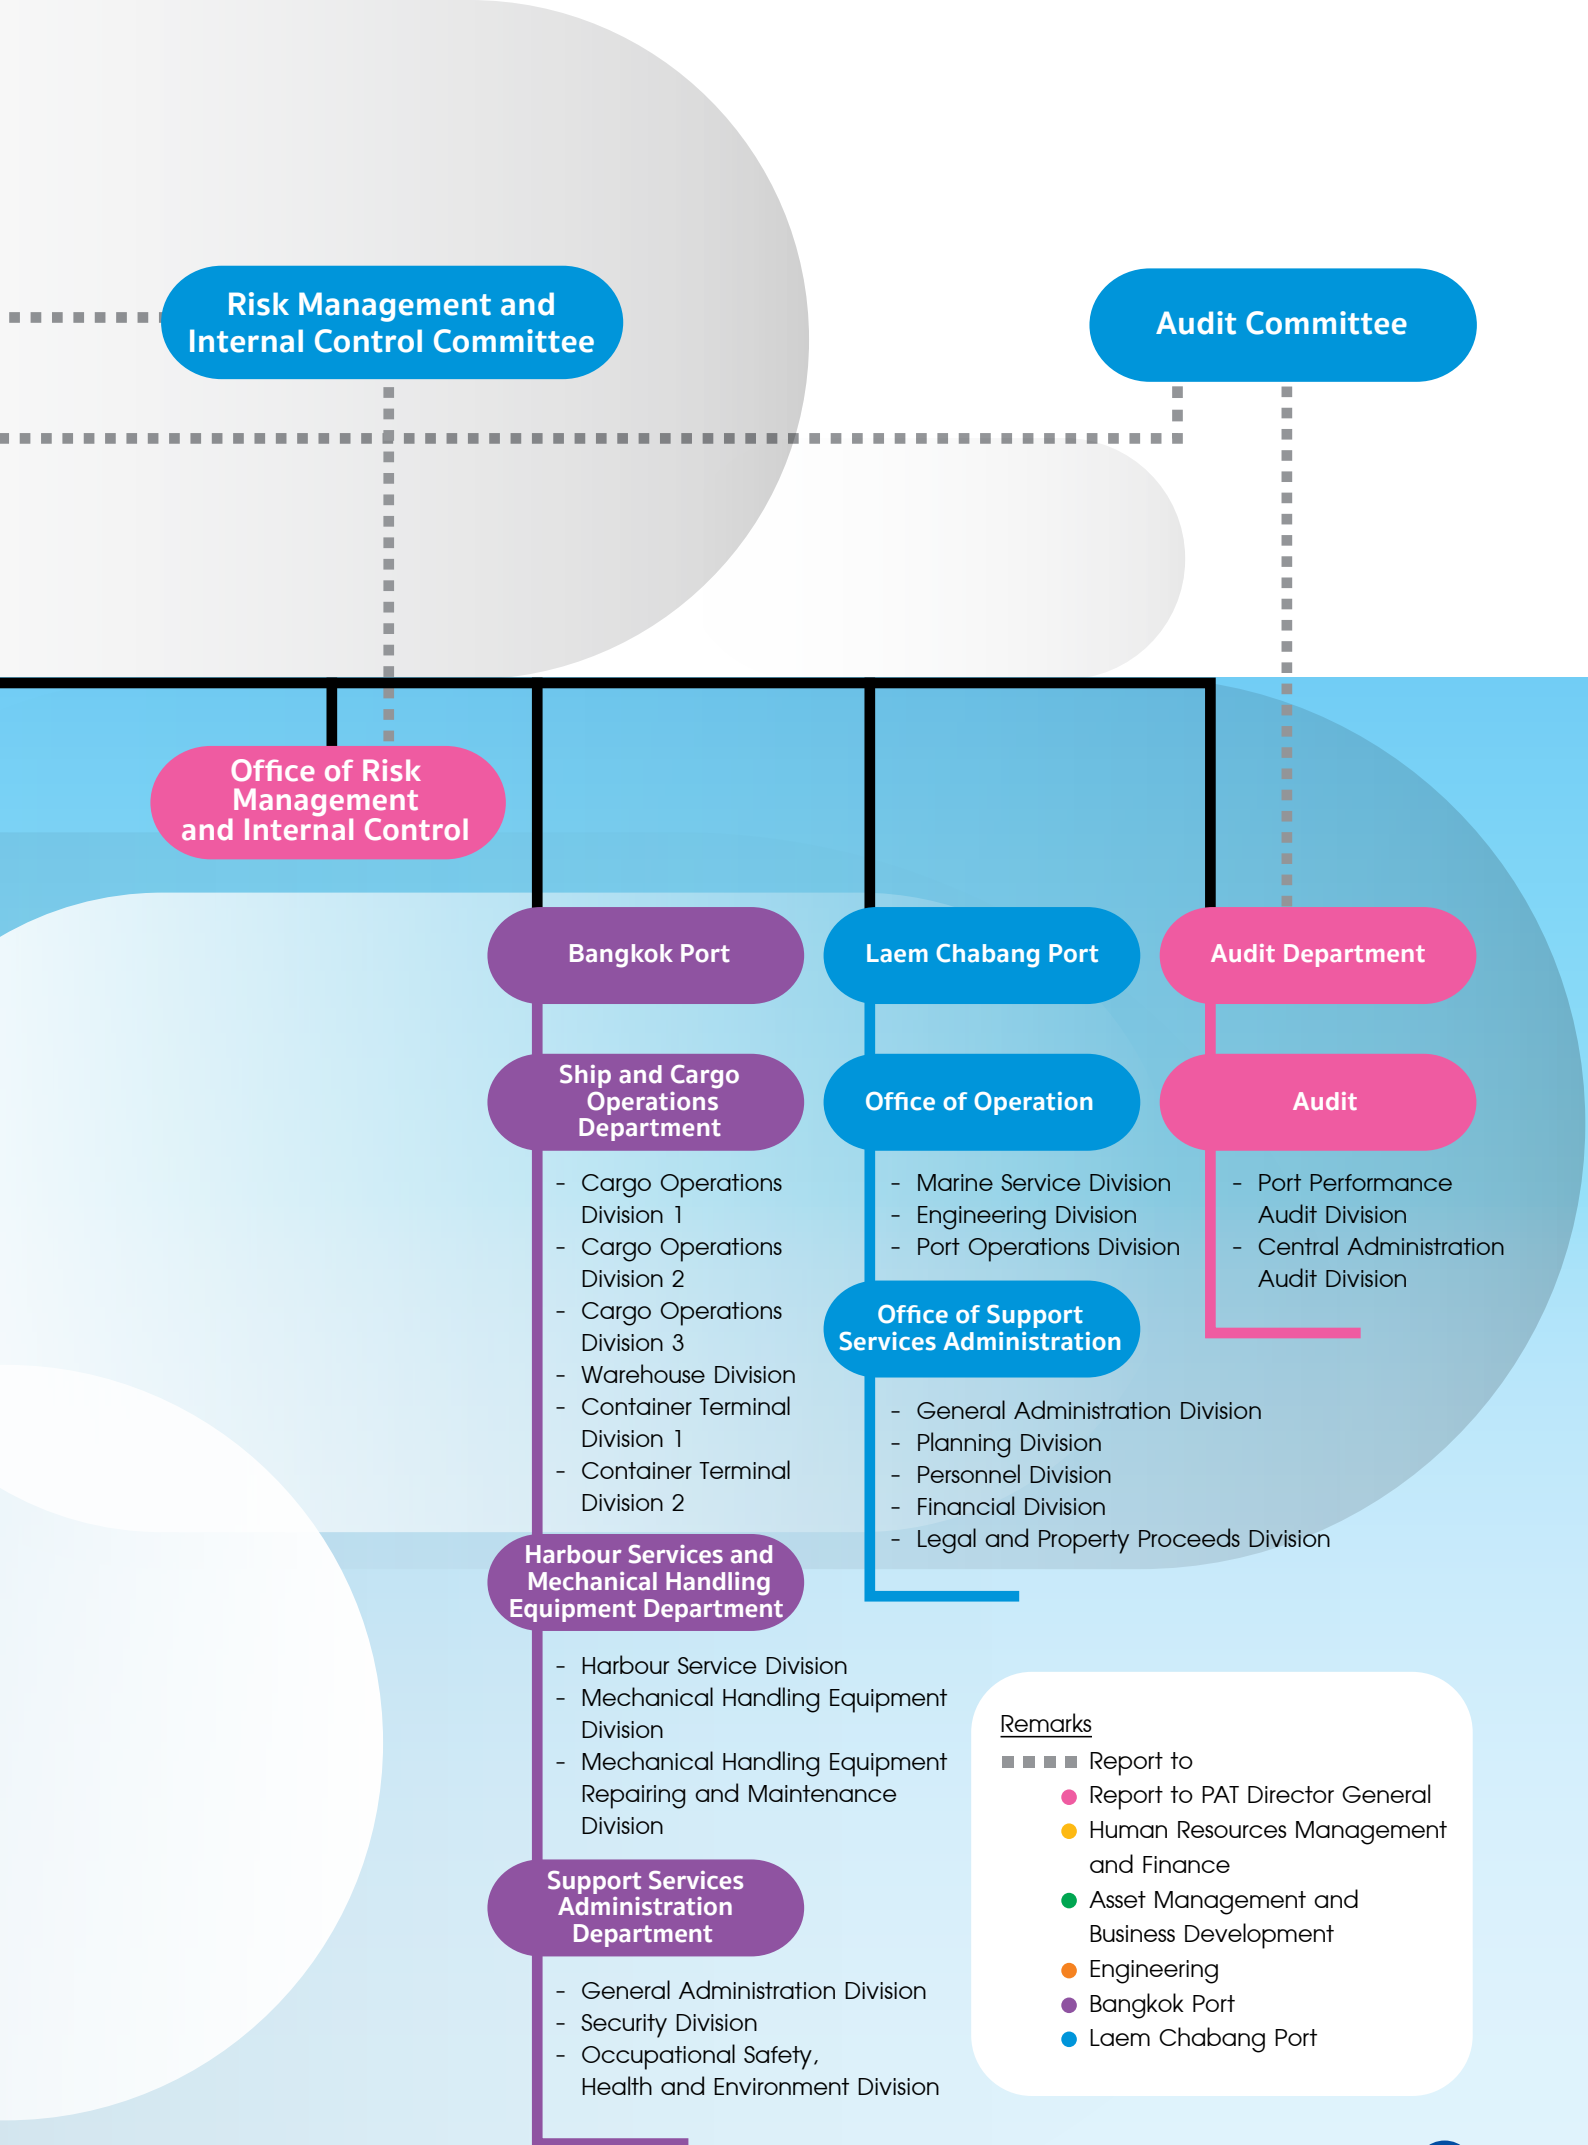 Risk Management and
Internal Control Committee
Audit Committee
Office of Risk
Management
and Internal Control
Bangkok Port
Ship and Cargo
Operations
Department
- Cargo Operations
Division 1
- Cargo Operations
Division 2
- Cargo Operations
Division 3
- Warehouse Division
- Container Terminal
Division 1
- Container Terminal
Division 2
Harbour Services and
Mechanical Handling
Equipment Department
- Harbour Service Division
- Mechanical Handling Equipment
Division
- Mechanical Handling Equipment
Repairing and Maintenance
Division
Support Services
Administration
Department
- General Administration Division
- Security Division
- Occupational Safety,
Health and Environment Division
Laem Chabang Port
Office of Operation
- Marine Service Division
- Engineering Division
- Port Operations Division
Office of Support
Services Administration
- General Administration Division
- Planning Division
- Personnel Division
- Financial Division
- Legal and Property Proceeds Division
Audit Department
Audit
- Port Performance
Audit Division
- Central Administration
Audit Division
Remarks
Report to
Report to PAT Director General
Human Resources Management
and Finance
Asset Management and
Business Development
Engineering
Bangkok Port
Laem Chabang Port